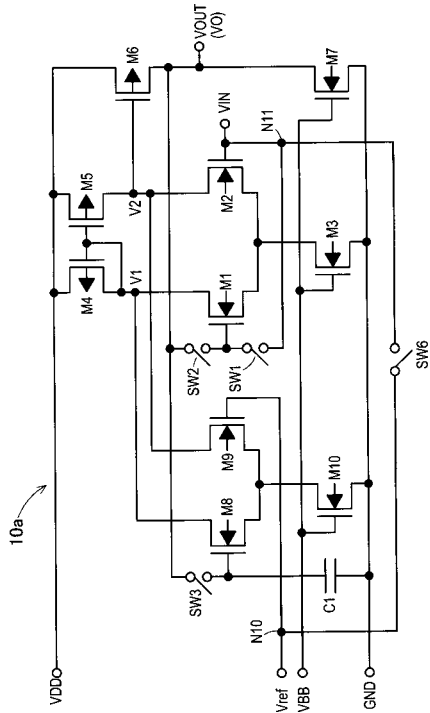 10a
VDD
M4
M5
M6
V1
V2
VOUT
(VO)
SW3
SW2
SW1
M8
M9
M1
M2
VIN
N11
N10
C1
M10
M3
M7
Vref
VBB
GND
SW6